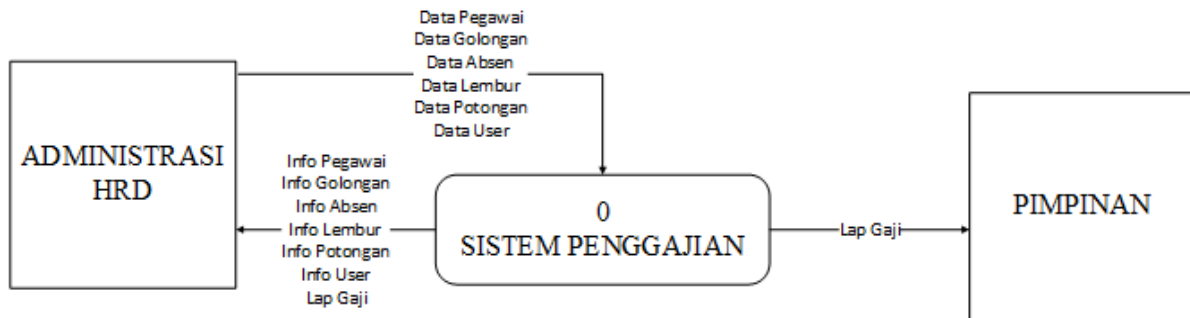 Data Pegawai
Data Golongan
Data Absen
Data Lembur
Data Potongan
Data User
ADMINISTRASI
HRD
Info Pegawai
Info Golongan
Info Absen
Info Lembur
Info Potongan
Info User
Lap Gaji
0
SISTEM PENGGAJIAN
Lap Gaji
PIMPINAN